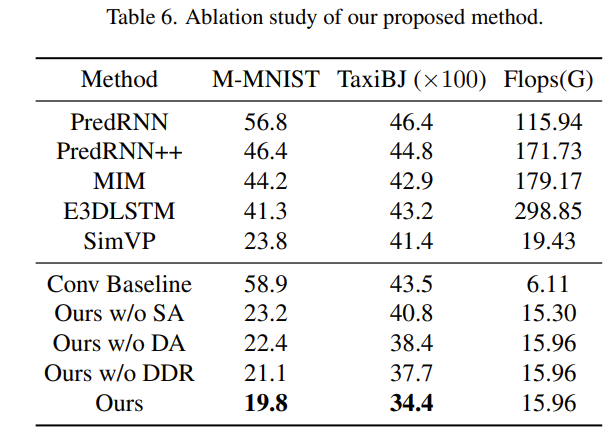 Table 6. Ablation study of our proposed method.
Method M-MNIST TaxiBJ (×100) Flops(G)
PredRNN 56.8 46.4 115.94
PredRNN++ 46.4 44.8 171.73
MIM 44.2 42.9 179.17
E3DLSTM 41.3 43.2 298.85
SimVP 23.8 41.4 19.43
Conv Baseline 58.9 43.5 6.11
Ours w/o SA 23.2 40.8 15.30
Ours w/o DA 22.4 38.4 15.96
Ours w/o DDR 21.1 37.7 15.96
Ours 19.8 34.4 15.96